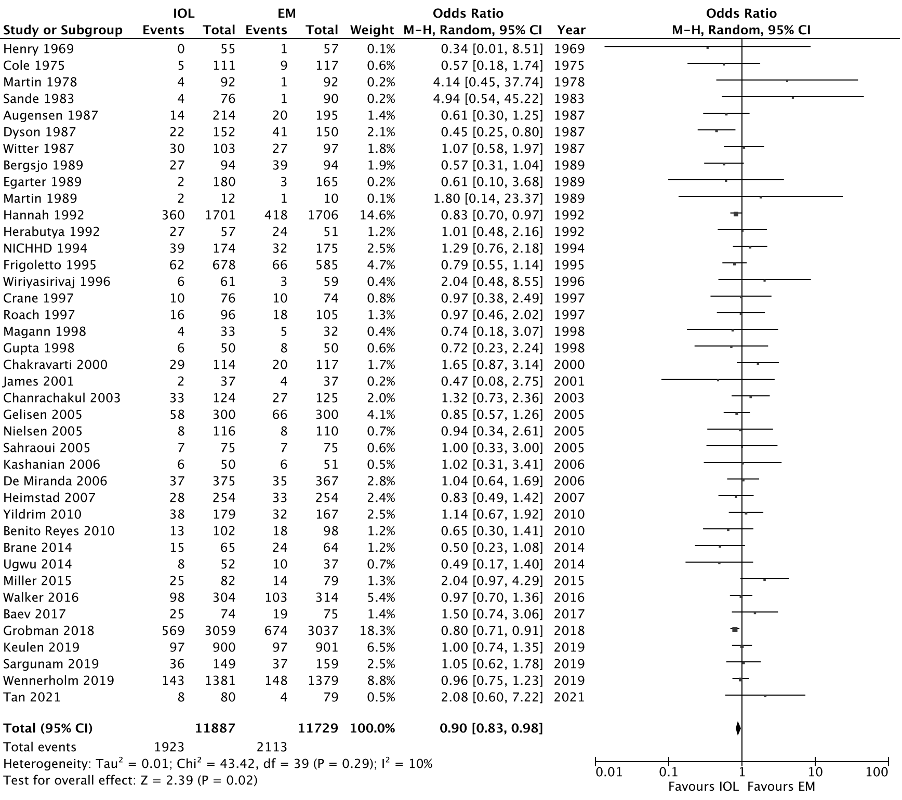 IOL EM Odds Ratio Odds Ratio
Study or Subgroup Events Total Events Total Weight M-H, Random, 95% CI Year M-H, Random, 95% CI
Henry 1969 0 55 1 57 0.1% 0.34 [0.01, 8.51] 1969
Cole 1975 5 111 9 117 0.6% 0.57 [0.18, 1.74] 1975
Martin 1978 4 92 1 92 0.2% 4.14 [0.45, 37.74] 1978
Sande 1983 4 76 1 90 0.2% 4.94 [0.54, 45.22] 1983
Augensen 1987 14 214 20 195 1.4% 0.61 [0.30, 1.25] 1987
Dyson 1987 22 152 41 150 2.1% 0.45 [0.25, 0.80] 1987
Witter 1987 30 103 27 97 1.8% 1.07 [0.58, 1.97] 1987
Bergsjo 1989 27 94 39 94 1.9% 0.57 [0.31, 1.04] 1989
Egarter 1989 2 180 3 165 0.2% 0.61 [0.10, 3.68] 1989
Martin 1989 2 12 1 10 0.1% 1.80 [0.14, 23.37] 1989
Hannah 1992 360 1701 418 1706 14.6% 0.83 [0.70, 0.97] 1992
Herabutya 1992 27 57 24 51 1.2% 1.01 [0.48, 2.16] 1992
NICHHD 1994 39 174 32 175 2.5% 1.29 [0.76, 2.18] 1994
Frigoletto 1995 62 678 66 585 4.7% 0.79 [0.55, 1.14] 1995
Wiriyasirivaj 1996 6 61 3 59 0.3% 2.04 [0.48, 8.55] 1996
Crane 1997 10 76 10 74 0.8% 0.97 [0.38, 2.49] 1997
Roach 1997 16 96 18 105 1.3% 0.97 [0.46, 2.02] 1997
Magann 1998 4 33 5 32 0.4% 0.74 [0.18, 3.07] 1998
Gupta 1998 6 50 8 50 0.6% 0.72 [0.23, 2.24] 1998
Chakravarti 2000 29 114 20 117 1.7% 1.65 [0.87, 3.14] 2000
James 2001 2 37 4 37 0.2% 0.47 [0.08, 2.75] 2001
Chanrachakul 2003 33 124 27 125 2.0% 1.32 [0.73, 2.36] 2003
Gelisen 2005 58 300 66 300 4.1% 0.85 [0.57, 1.26] 2005
Nielsen 2005 8 116 8 110 0.7% 0.94 [0.34, 2.61] 2005
Sahraoui 2005 7 75 7 75 0.6% 1.00 [0.33, 3.00] 2005
Kashanian 2006 6 50 6 51 0.5% 1.02 [0.31, 3.41] 2006
De Miranda 2006 37 375 35 367 2.8% 1.04 [0.64, 1.69] 2006
Heimstad 2007 28 254 33 254 2.4% 0.83 [0.49, 1.42] 2007
Yildrim 2010 38 179 32 167 2.5% 1.14 [0.67, 1.92] 2010
Benito Reyes 2010 13 102 18 98 1.2% 0.65 [0.30, 1.41] 2010
Brane 2014 15 65 24 64 1.2% 0.50 [0.23, 1.08] 2014
Ugwu 2014 8 52 10 37 0.7% 0.49 [0.17, 1.40] 2014
Miller 2015 25 82 14 79 1.3% 2.04 [0.97, 4.29] 2015
Walker 2016 98 304 103 314 5.6% 0.97 [0.70, 1.36] 2016
Baev 2017 25 74 19 75 1.4% 1.50 [0.74, 3.06] 2017
Grobman 2018 569 3059 674 3037 18.3% 0.80 [0.71, 0.91] 2018
Keulen 2019 97 900 97 901 6.5% 1.00 [0.74, 1.35] 2019
Sargunam 2019 36 149 37 159 2.5% 1.05 [0.62, 1.78] 2019
Wennerholm 2019 143 1381 148 1379 8.8% 0.96 [0.75, 1.23] 2019
Tan 2021 8 80 4 79 0.5% 2.08 [0.60, 7.22] 2021
Total (95% CI) 11887 11729 100.0% 0.90 [0.83, 0.98]
Total events 1923 2113
Heterogeneity: Tau² = 0.01; Chi² = 43.42, df = 39 (P = 0.29); I² = 10%
Test for overall effect: Z = 2.39 (P = 0.02)
0.01 0.1 1 10 100
Favours IOL Favours EM